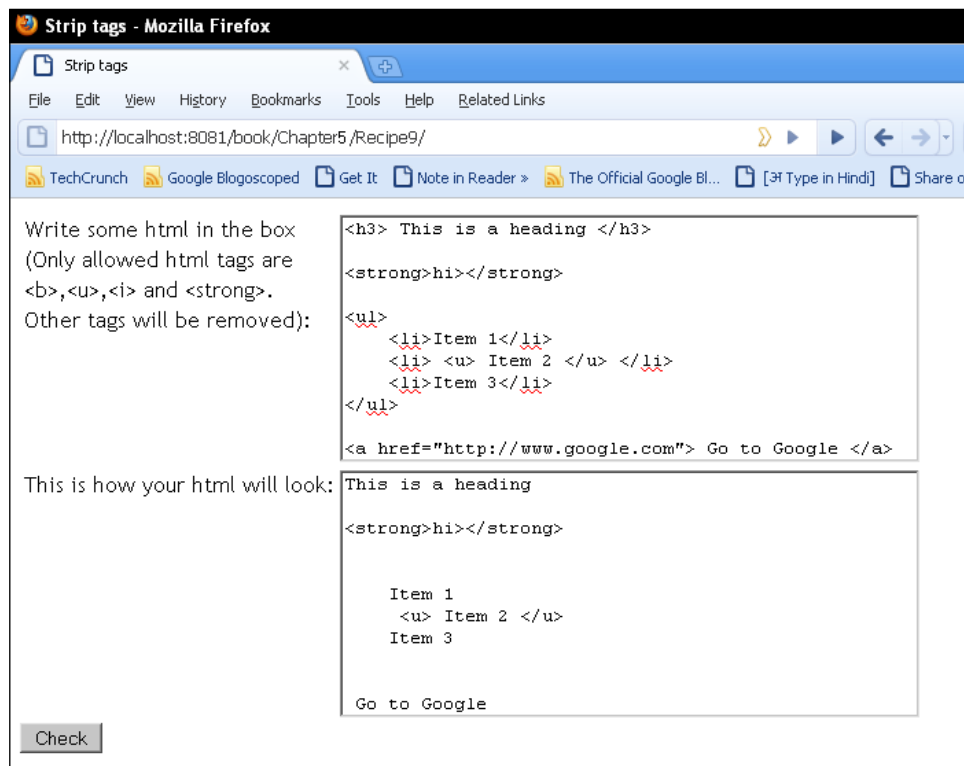 Strip tags - Mozilla Firefox
Strip tags
File Edit View History Bookmarks Tools Help Related Links
http://localhost:8081/book/Chapter5/Recipe9/
TechCrunch Google Blogoscoped Get It Note in Reader » The Official Google Bl... [अ Type in Hindi] Share o
Write some html in the box
(Only allowed html tags are
<b>,<u>,<i> and <strong>.
Other tags will be removed):
<h3> This is a heading </h3>
<strong>hi></strong>
<ul>
<li>Item 1</li>
<li> <u> Item 2 </u> </li>
<li>Item 3</li>
</ul>
<a href="http://www.google.com"> Go to Google </a>
This is how your html will look:
This is a heading
<strong>hi></strong>
Item 1
<u> Item 2 </u>
Item 3
Go to Google
Check